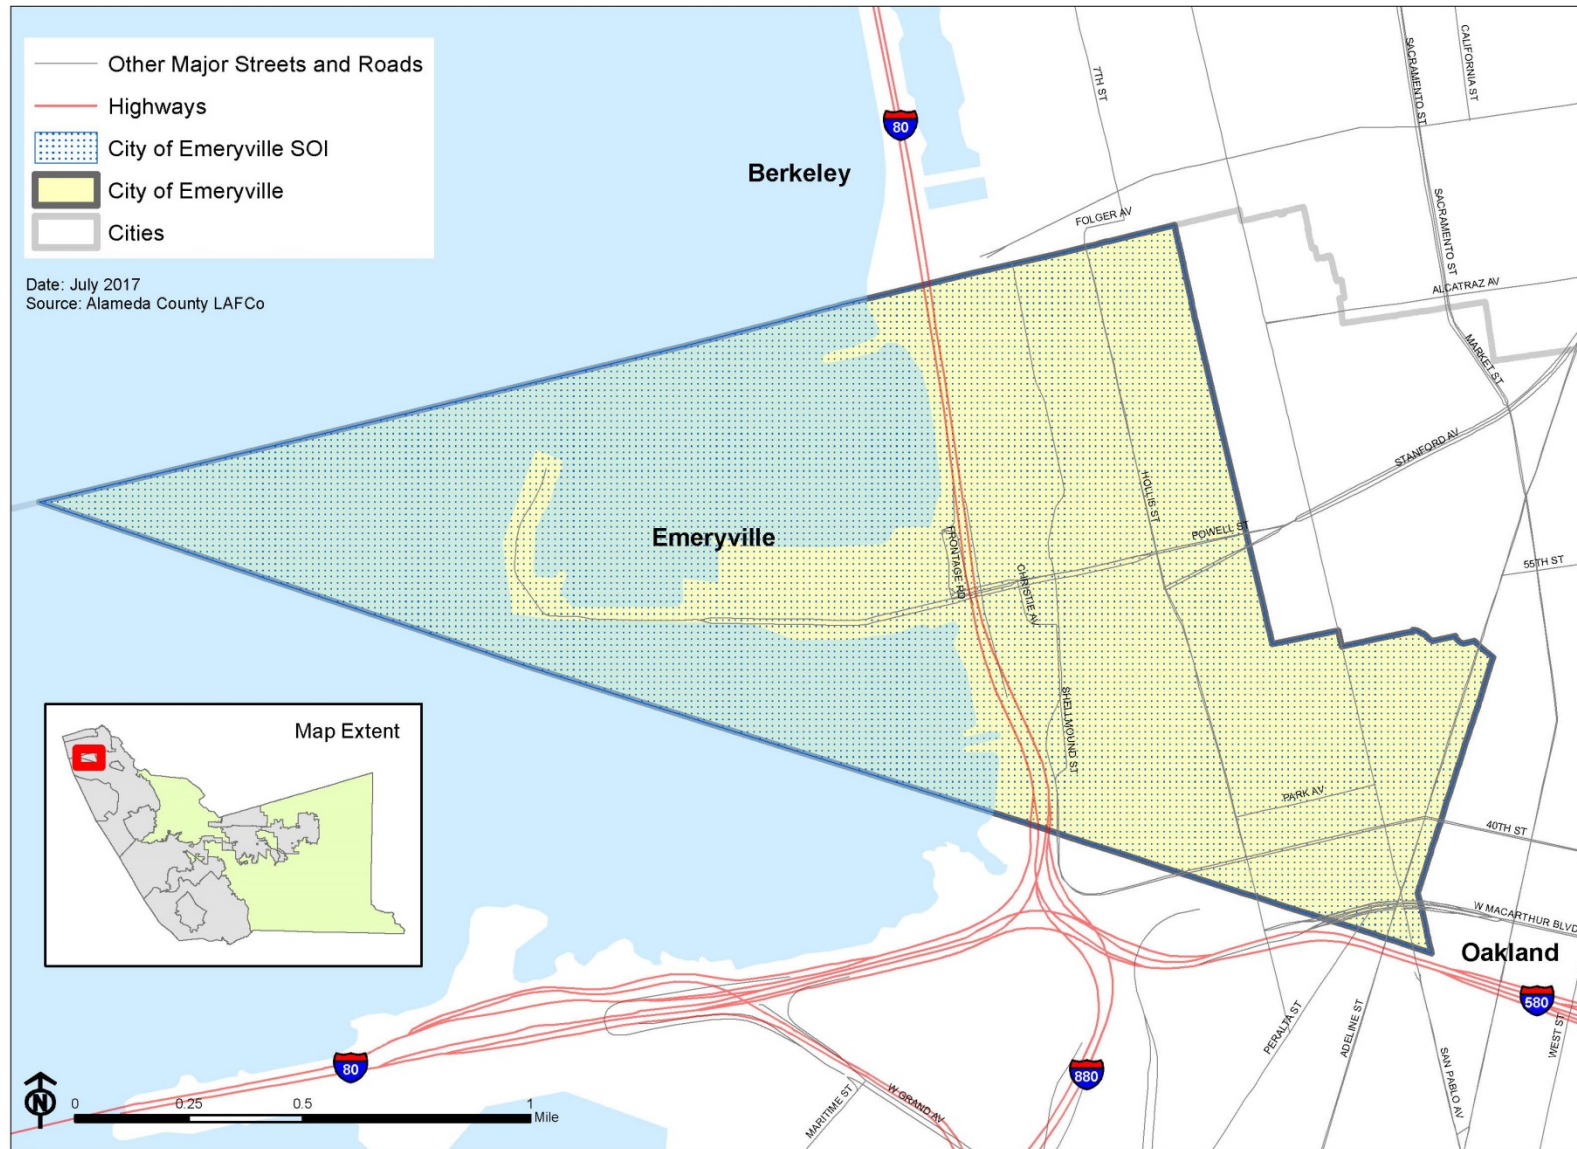 Other Major Streets and Roads
Highways
City of Emeryville SOI
City of Emeryville
Cities
Date: July 2017
Source: Alameda County LAFCo
80
Berkeley
7TH ST
SACRAMENTO ST
CALIFORNIA ST
FOLGER AV
SACRAMENTO ST
ALCATRAZ AV
MARKET ST
STANFORD AV
HOLLIS ST
POWELL ST
Emeryville
FRONTAGE RD
CHRISTIE AV
55TH ST
SHELLMOUND ST
Map Extent
PARK AV
40TH ST
W MACARTHUR BLVD
Oakland
580
PERALTA ST
ADELINE ST
SAN PABLO AV
WEST ST
80
880
MARITIME ST
W GRAND AV
N
0 0.25 0.5 1
Mile